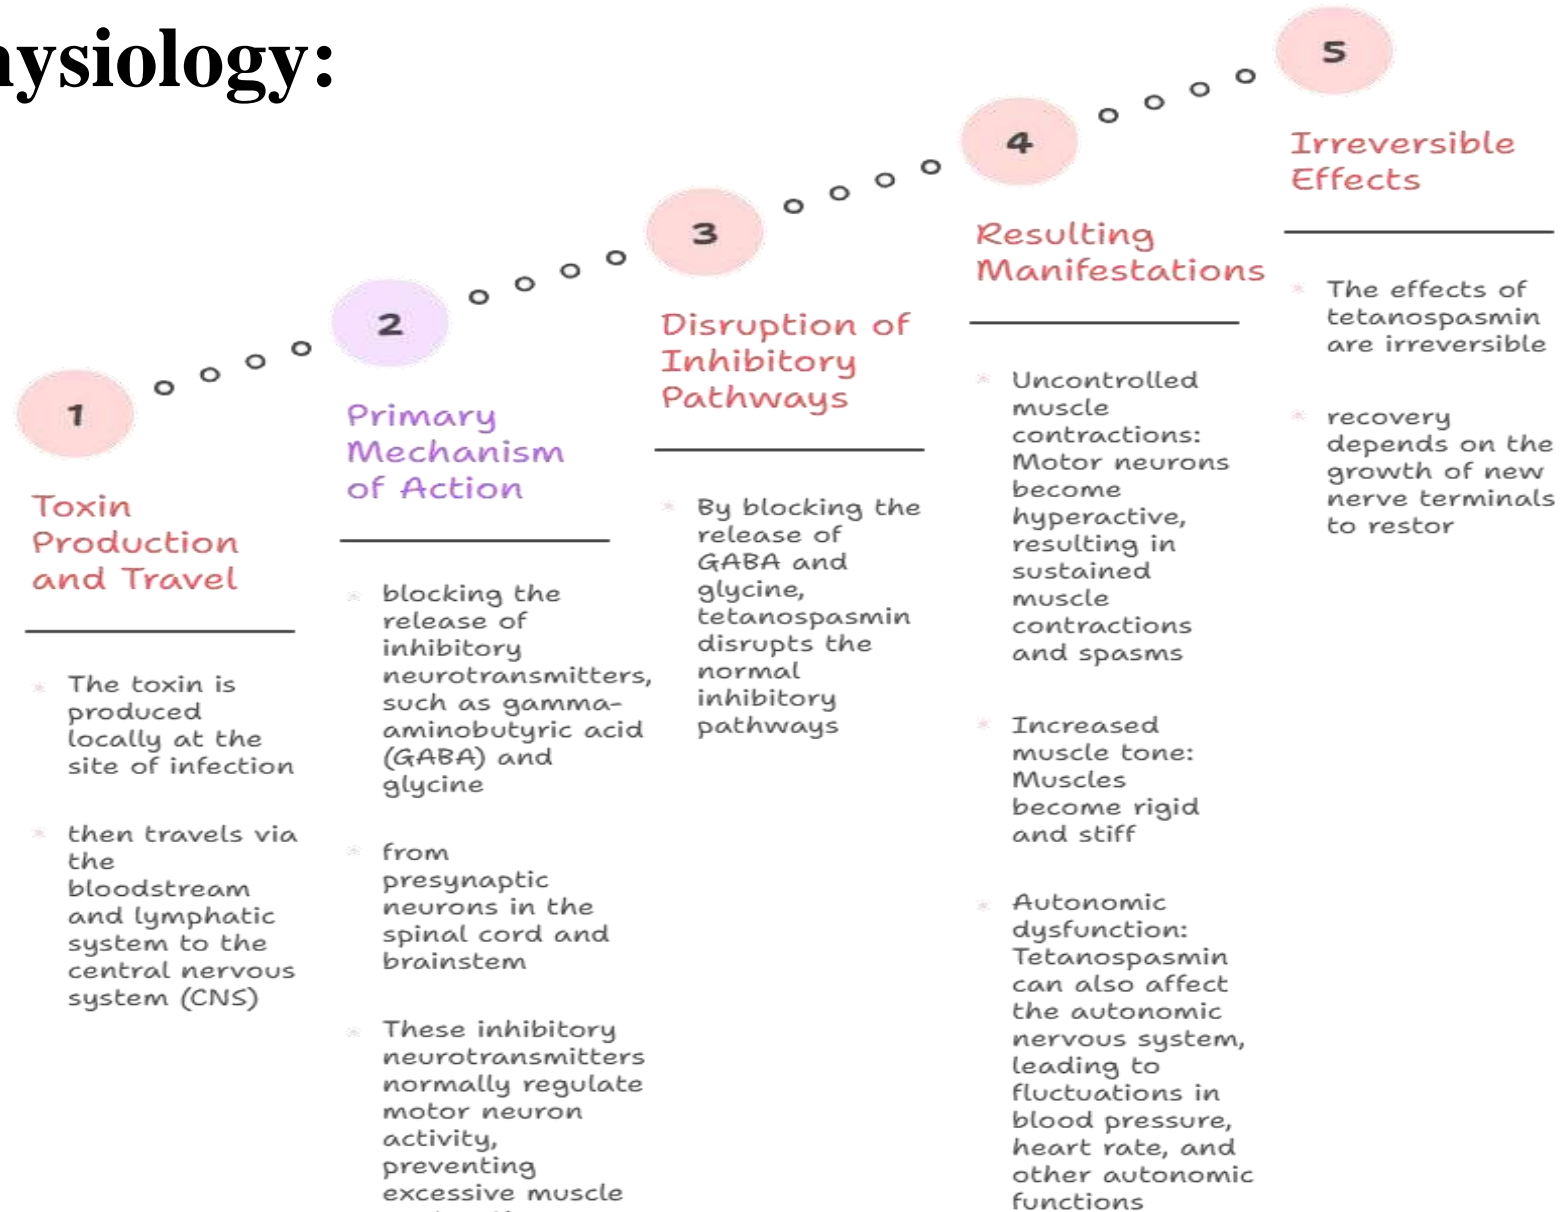 ysiology:
1
Toxin
Production
and Travel
The toxin is
produced
locally at the
site of infection
then travels via
the
bloodstream
and lymphatic
system to the
central nervous
system (CNS)
2
Primary
Mechanism
of Action
blocking the
release of
inhibitory
neurotransmitters,
such as gamma-
aminobutyric acid
(GABA) and
glycine
from
presynaptic
neurons in the
spinal cord and
brainstem
These inhibitory
neurotransmitters
normally regulate
motor neuron
activity,
preventing
excessive muscle
3
Disruption of
Inhibitory
Pathways
By blocking the
release of
GABA and
glycine,
tetanospasmin
disrupts the
normal
inhibitory
pathways
4
Resulting
Manifestations
Uncontrolled
muscle
contractions:
Motor neurons
become
hyperactive,
resulting in
sustained
muscle
contractions
and spasms
Increased
muscle tone:
Muscles
become rigid
and stiff
Autonomic
dysfunction:
Tetanospasmin
can also affect
the autonomic
nervous system,
leading to
fluctuations in
blood pressure,
heart rate, and
other autonomic
functions
5
Irreversible
Effects
The effects of
tetanospasmin
are irreversible
recovery
depends on the
growth of new
nerve terminals
to restor